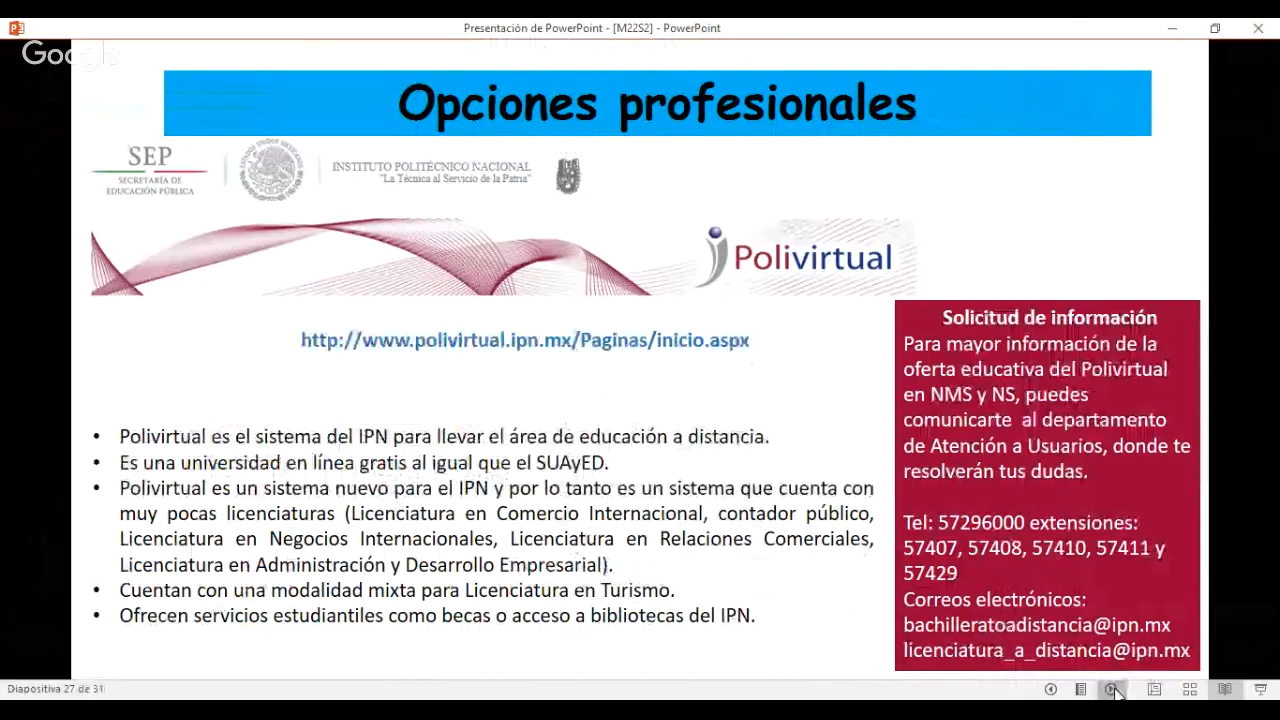 Presentación de PowerPoint - [M22S2] - PowerPoint
Google
Opciones profesionales
SEP
SECRETARÍA DE
EDUCACIÓN PÚBLICA
ESTADOS UNIDOS MEXICANOS
INSTITUTO POLITÉCNICO NACIONAL
"La Técnica al Servicio de la Patria"
Polivirtual
http://www.polivirtual.ipn.mx/Paginas/inicio.aspx
• Polivirtual es el sistema del IPN para llevar el área de educación a distancia.
• Es una universidad en línea gratis al igual que el SUAyED.
• Polivirtual es un sistema nuevo para el IPN y por lo tanto es un sistema que cuenta con
muy pocas licenciaturas (Licenciatura en Comercio Internacional, contador público,
Licenciatura en Negocios Internacionales, Licenciatura en Relaciones Comerciales,
Licenciatura en Administración y Desarrollo Empresarial).
• Cuentan con una modalidad mixta para Licenciatura en Turismo.
• Ofrecen servicios estudiantiles como becas o acceso a bibliotecas del IPN.
Solicitud de información
Para mayor información de la
oferta educativa del Polivirtual
en NMS y NS, puedes
comunicarte al departamento
de Atención a Usuarios, donde te
resolverán tus dudas.
Tel: 57296000 extensiones:
57407, 57408, 57410, 57411 y
57429
Correos electrónicos:
bachilleratoadistancia@ipn.mx
licenciatura_a_distancia@ipn.mx
Diapositiva 27 de 31